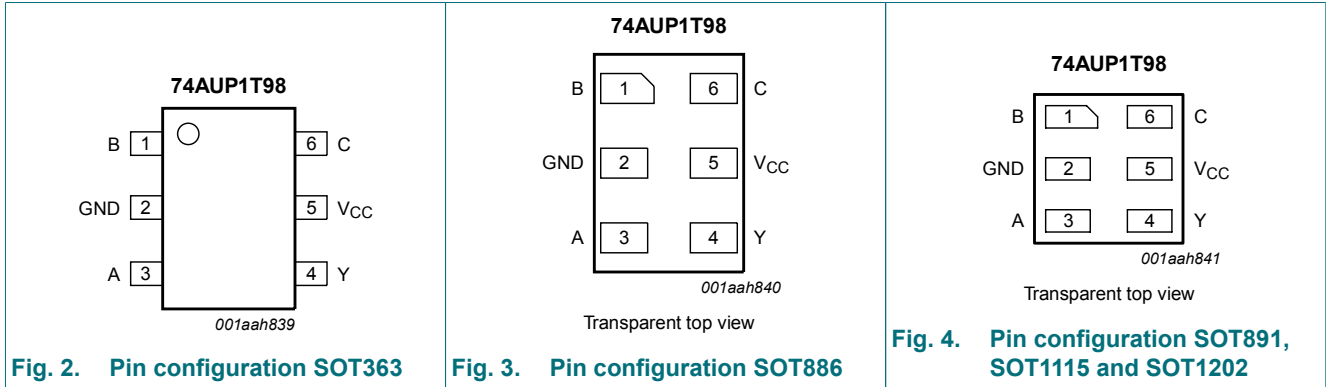 74AUP1T98
B 1 6 C
GND 2 5 VCC
A 3 4 Y
001aah839
Fig. 2. Pin configuration SOT363
74AUP1T98
B 1 6 C
GND 2 5 VCC
A 3 4 Y
001aah840
Transparent top view
Fig. 3. Pin configuration SOT886
74AUP1T98
B 1 6 C
GND 2 5 VCC
A 3 4 Y
001aah841
Transparent top view
Fig. 4. Pin configuration SOT891,
SOT1115 and SOT1202